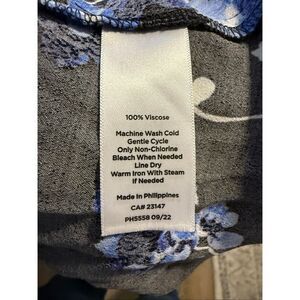 100% Viscose
Machine Wash Cold
Gentle Cycle
Only Non-Chlorine
Bleach When Needed
Line Dry
Warm Iron With Steam
If Needed
Made In Philippines
CA# 23147
PH5558 09/22